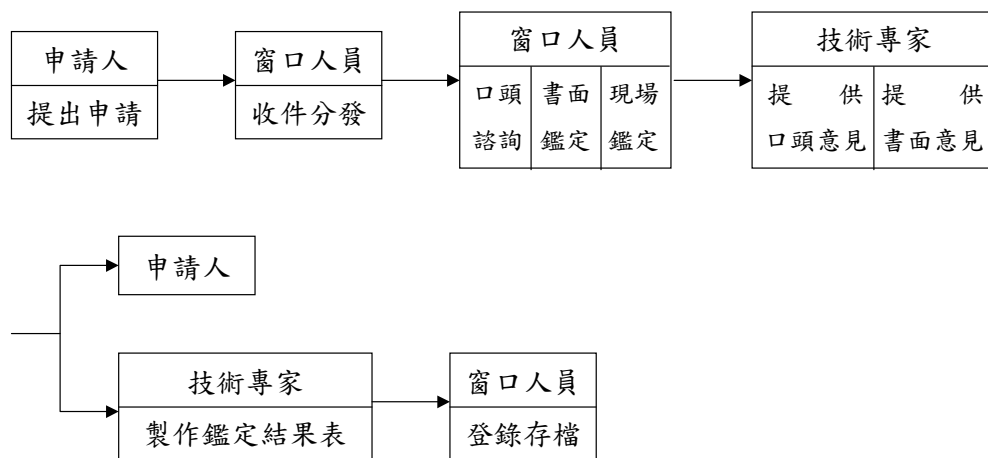 申請人
提出申請
窗口人員
收件分發
窗口人員
口頭諮詢
書面鑑定
現場鑑定
技術專家
提供口頭意見
提供書面意見
申請人
技術專家
製作鑑定結果表
窗口人員
登錄存檔